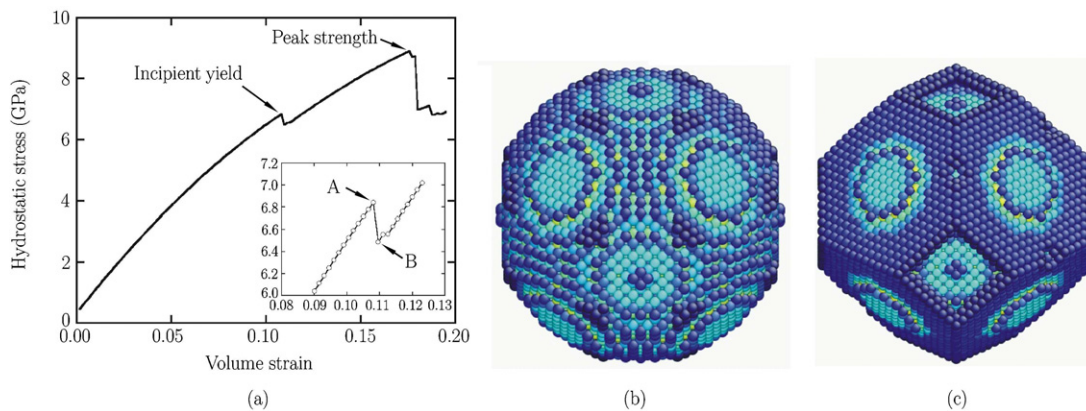 10
8
6
4
2
0
Hydrostatic stress (GPa)
Peak strength
Incipient yield
7.2
7.0
6.8
6.6
6.4
6.2
6.0
A
B
0.08 0.09 0.10 0.11 0.12 0.13
0.00 0.05 0.10 0.15 0.20
Volume strain
(a)
(b)
(c)